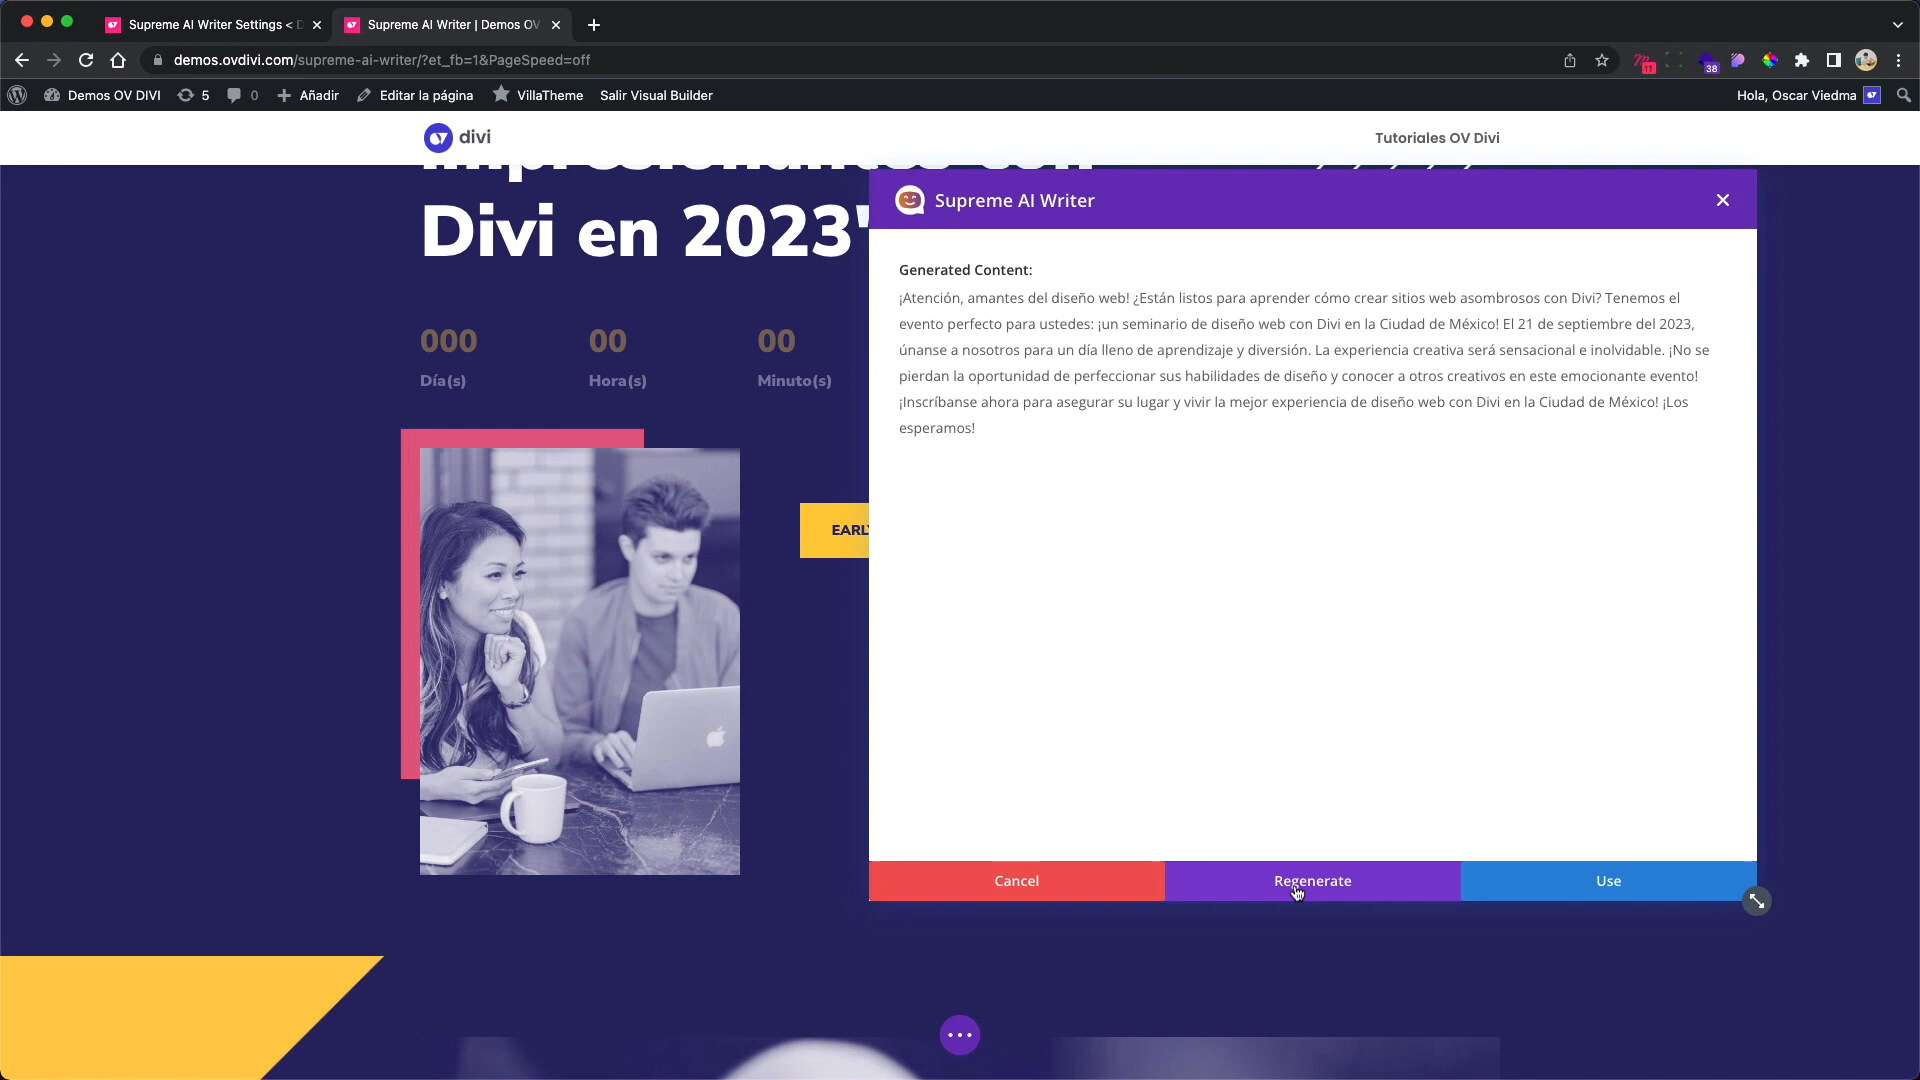 Supreme AI Writer Settings < D
Supreme AI Writer | Demos OV
demos.ovdivi.com/supreme-ai-writer/?et_fb=1&PageSpeed=off
11
38
Demos OV DIVI
5
0
Añadir
Editar la página
VillaTheme
Salir Visual Builder
Hola, Oscar Viedma
divi
Tutoriales OV Divi
Impresionantes con
Divi en 2023"
000
00
00
Día(s)
Hora(s)
Minuto(s)
EARLY
Supreme AI Writer
Generated Content:
¡Atención, amantes del diseño web! ¿Están listos para aprender cómo crear sitios web asombrosos con Divi? Tenemos el
evento perfecto para ustedes: ¡un seminario de diseño web con Divi en la Ciudad de México! El 21 de septiembre del 2023,
únanse a nosotros para un día lleno de aprendizaje y diversión. La experiencia creativa será sensacional e inolvidable. ¡No se
pierdan la oportunidad de perfeccionar sus habilidades de diseño y conocer a otros creativos en este emocionante evento!
¡Inscríbanse ahora para asegurar su lugar y vivir la mejor experiencia de diseño web con Divi en la Ciudad de México! ¡Los
esperamos!
Cancel
Regenerate
Use